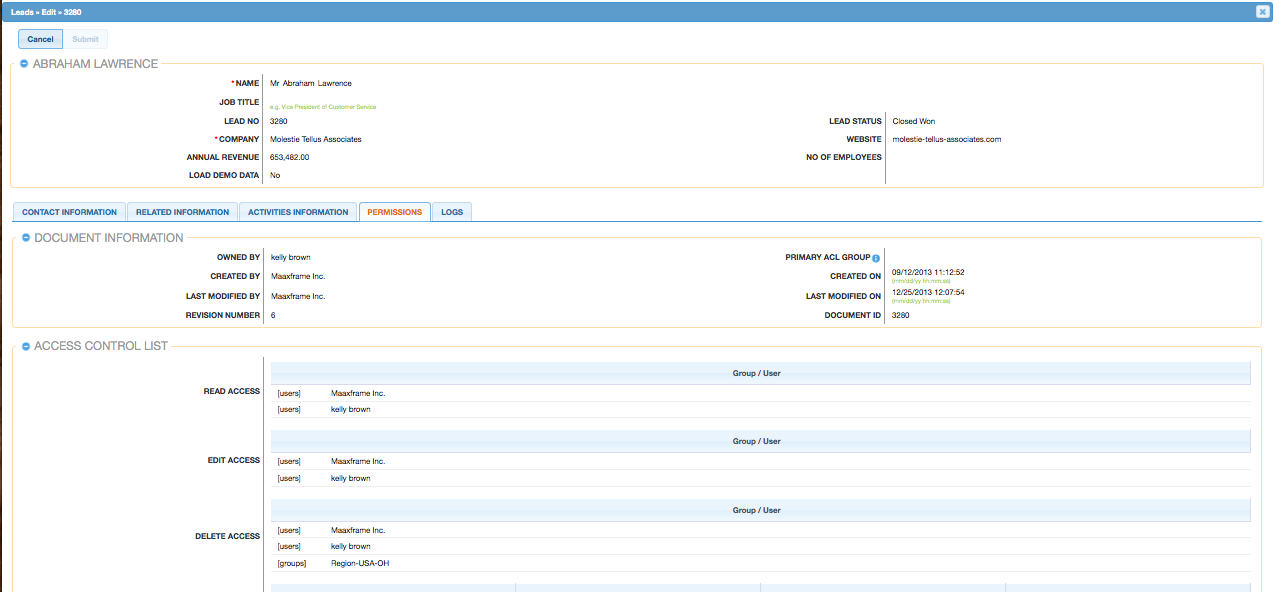 Leads » Edit » 3280
Cancel Submit
ABRAHAM LAWRENCE
*NAME Mr Abraham Lawrence
JOB TITLE e.g. Vice President of Customer Service
LEAD NO 3280 LEAD STATUS Closed Won
*COMPANY Molestie Tellus Associates WEBSITE molestie-tellus-associates.com
ANNUAL REVENUE 653,482.00 NO OF EMPLOYEES
LOAD DEMO DATA No
CONTACT INFORMATION RELATED INFORMATION ACTIVITIES INFORMATION PERMISSIONS LOGS
DOCUMENT INFORMATION
OWNED BY kelly brown PRIMARY ACL GROUP
CREATED BY Maaxframe Inc. CREATED ON 09/12/2013 11:12:52
(mm/dd/yy hh:mm:ss)
LAST MODIFIED BY Maaxframe Inc. LAST MODIFIED ON 12/25/2013 12:07:54
(mm/dd/yy hh:mm:ss)
REVISION NUMBER 6 DOCUMENT ID 3280
ACCESS CONTROL LIST
Group / User
READ ACCESS [users] Maaxframe Inc.
[users] kelly brown
Group / User
EDIT ACCESS [users] Maaxframe Inc.
[users] kelly brown
Group / User
DELETE ACCESS [users] Maaxframe Inc.
[users] kelly brown
[groups] Region-USA-OH